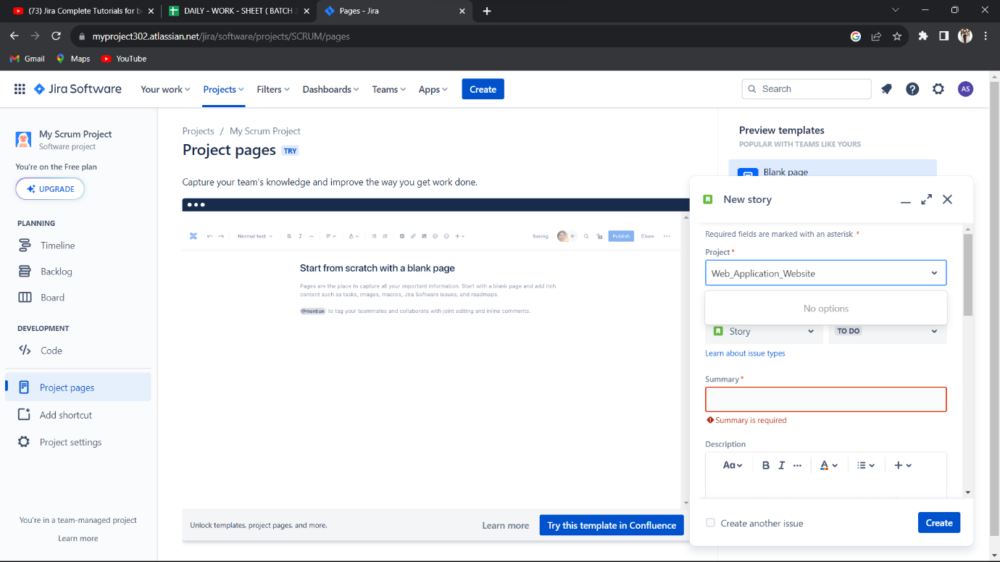 (73) Jira Complete Tutorials for b
DAILY - WORK - SHEET ( BATCH 3
Pages - Jira
myproject302.atlassian.net/jira/software/projects/SCRUM/pages
Gmail
Maps
YouTube
Jira Software
Your work
Projects
Filters
Dashboards
Teams
Apps
Create
Search
AS
My Scrum Project
Software project
You're on the Free plan
UPGRADE
PLANNING
Timeline
Backlog
Board
DEVELOPMENT
Code
Project pages
Add shortcut
Project settings
You're in a team-managed project
Learn more
Projects / My Scrum Project
Project pages TRY
Capture your team's knowledge and improve the way you get work done.
Normal text
B I
A
Saving...
Publish
Close
Start from scratch with a blank page
Pages are the place to capture all your important information. Start with a blank page and add rich
content such as tasks, images, macros, Jira Software issues, and roadmaps.
@mention to tag your teammates and collaborate with joint editing and inline comments.
Unlock templates, project pages, and more.
Learn more
Try this template in Confluence
Preview templates
POPULAR WITH TEAMS LIKE YOURS
Blank page
New story
Required fields are marked with an asterisk *
Project *
Web_Application_Website
No options
Story
TO DO
Learn about issue types
Summary *
Summary is required
Description
Aa
B I
A
Create another issue
Create